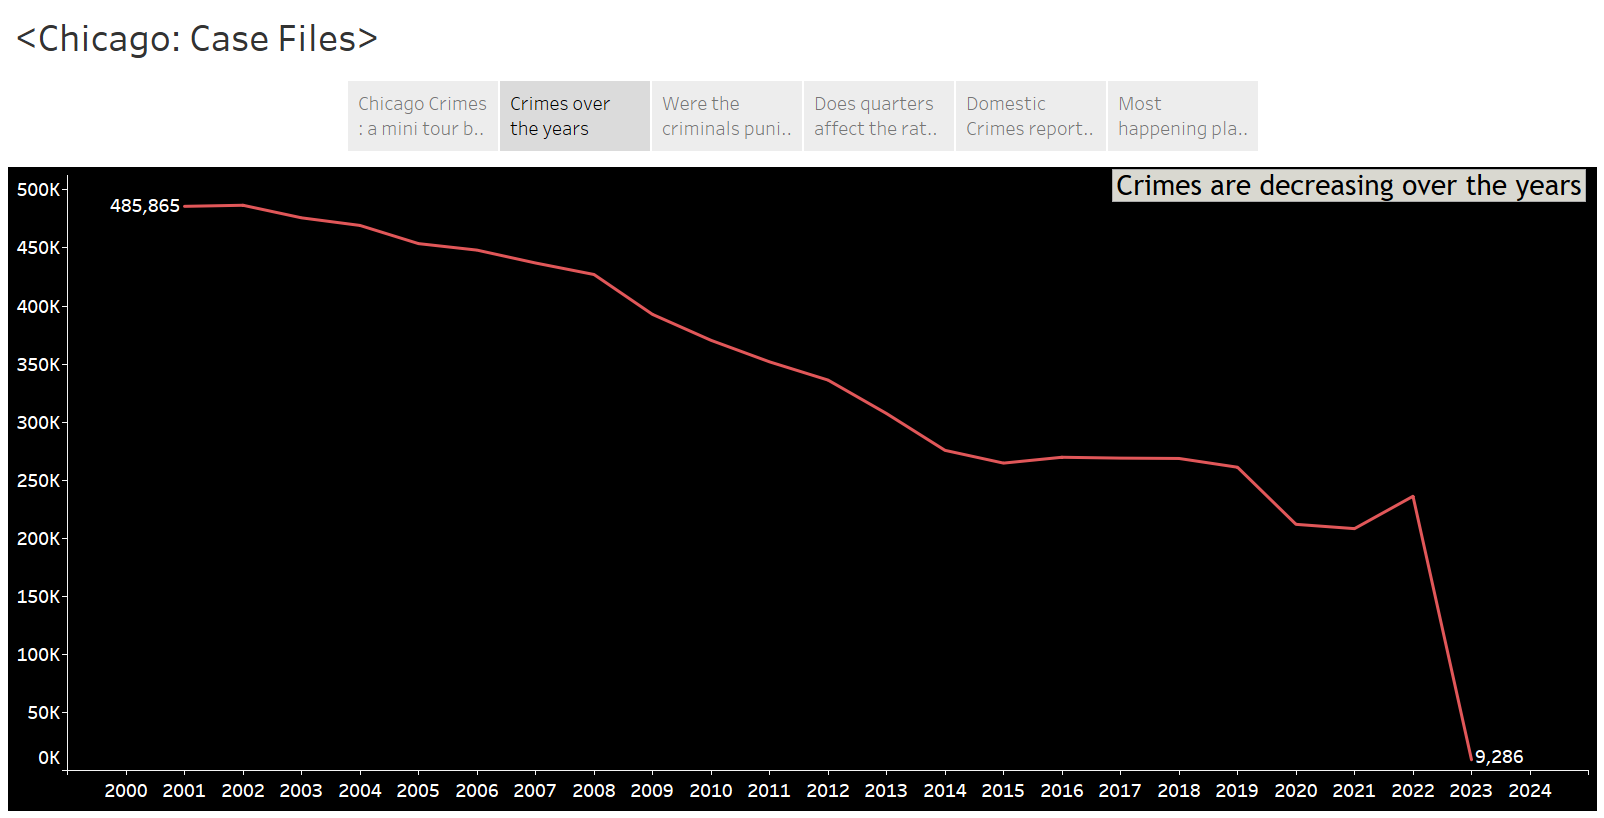 <Chicago: Case Files>
Chicago Crimes
: a mini tour b..
Crimes over
the years
Were the
criminals puni..
Does quarters
affect the rat..
Domestic
Crimes report..
Most
happening pla..
Crimes are decreasing over the years
500K
485,865
450K
400K
350K
300K
250K
200K
150K
100K
50K
0K
9,286
2000 2001 2002 2003 2004 2005 2006 2007 2008 2009 2010 2011 2012 2013 2014 2015 2016 2017 2018 2019 2020 2021 2022 2023 2024